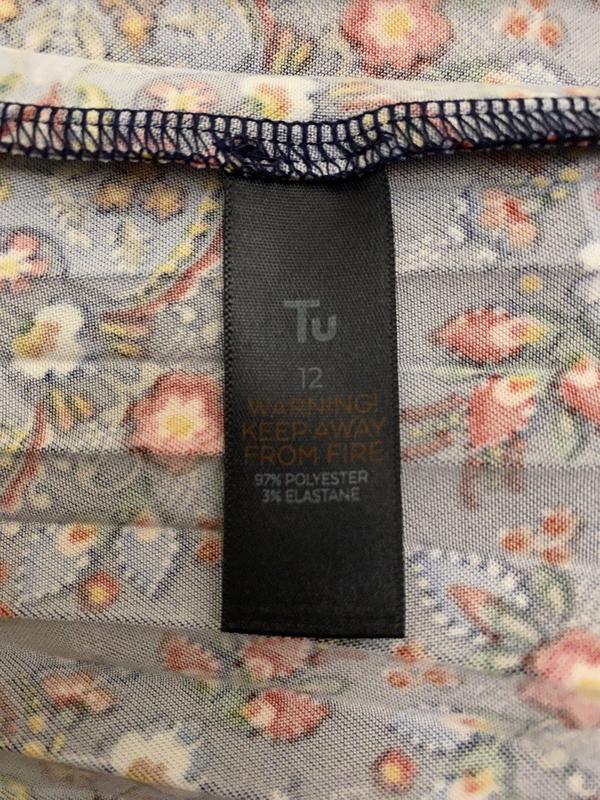 Tu
12
WARNING!
KEEP AWAY
FROM FIRE
97% POLYESTER
3% ELASTANE